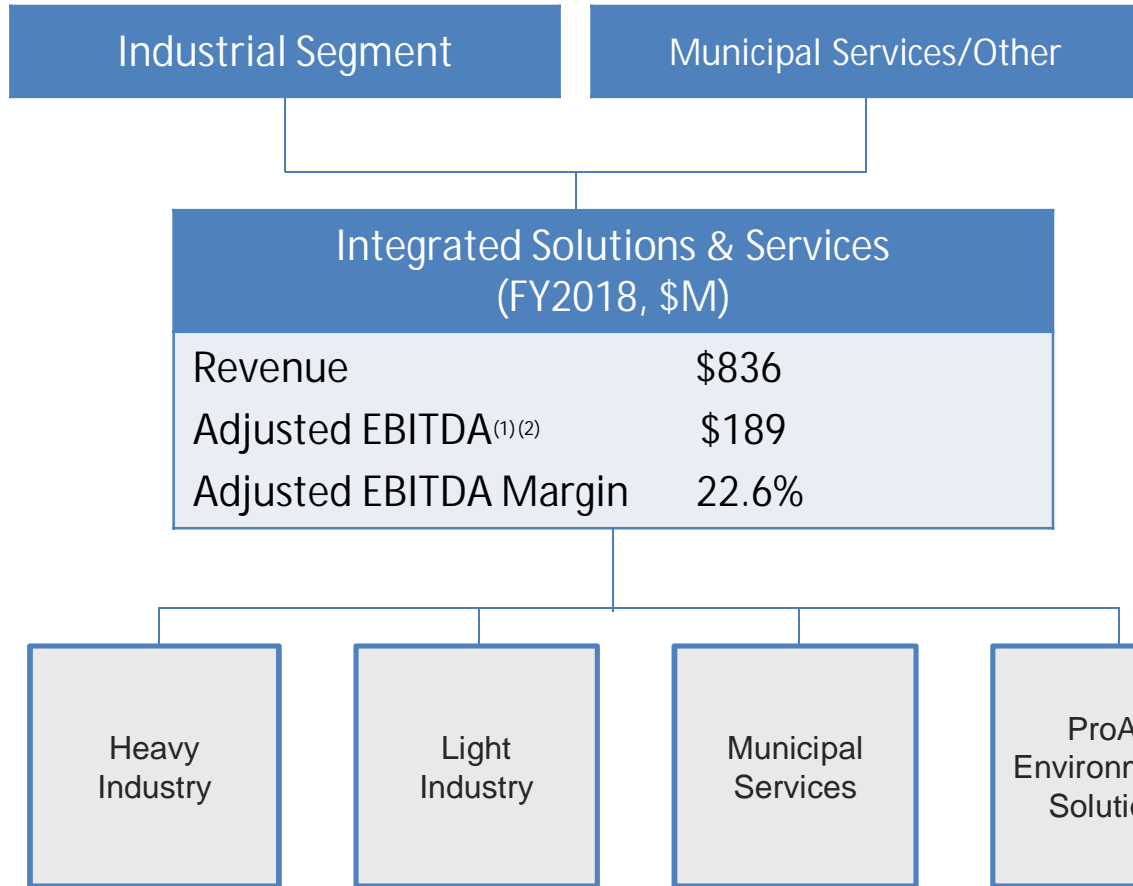 Industrial Segment
Municipal Services/Other
Integrated Solutions & Services
(FY2018, $M)
Revenue $836
Adjusted EBITDA(1)(2) $189
Adjusted EBITDA Margin 22.6%
Heavy
Industry
Light
Industry
Municipal
Services